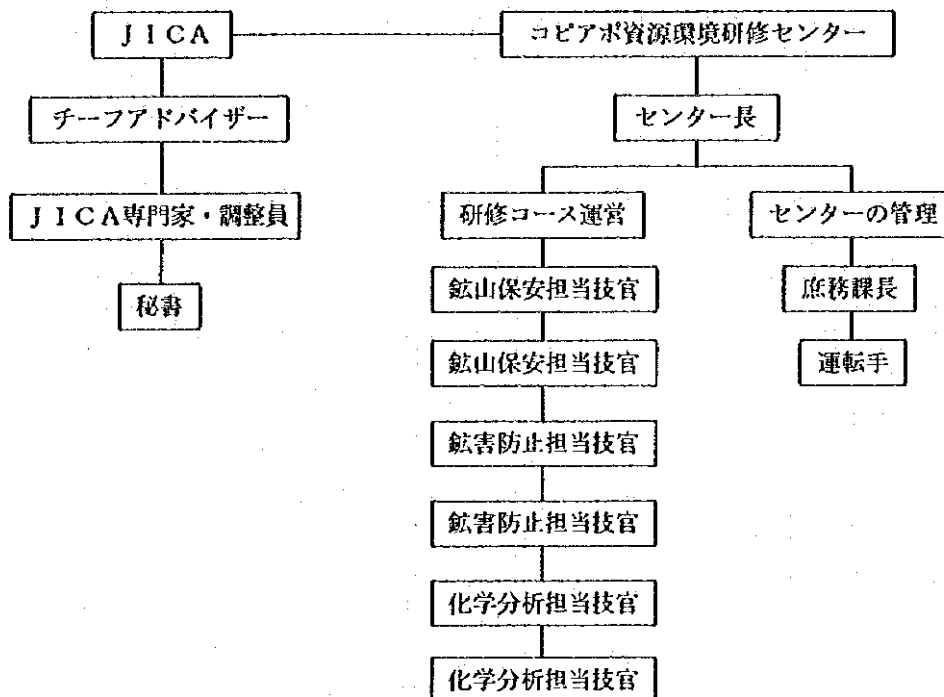 ＪＩＣＡ
コピアポ資源環境研修センター
チーフアドバイザー
センター長
ＪＩＣＡ専門家・調整員
研修コース運営
センターの管理
秘書
鉱山保安担当技官
庶務課長
鉱山保安担当技官
運転手
鉱害防止担当技官
鉱害防止担当技官
化学分析担当技官
化学分析担当技官